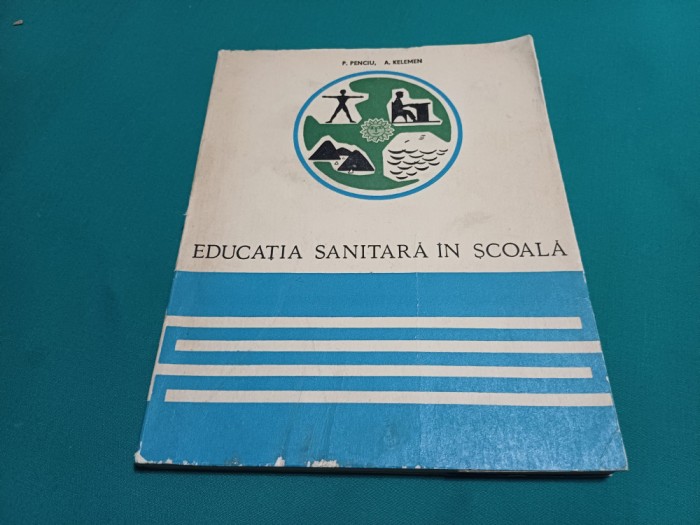 P. PENCIU, A. KELEMEN
EDUCAȚIA SANITARĂ ÎN ȘCOALĂ